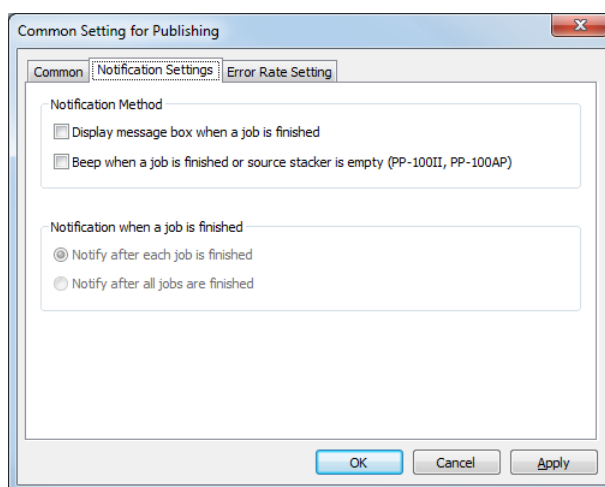 Common Setting for Publishing
Common Notification Settings Error Rate Setting
Notification Method
Display message box when a job is finished
Beep when a job is finished or source stacker is empty (PP-100II, PP-100AP)
Notification when a job is finished
Notify after each job is finished
Notify after all jobs are finished
OK Cancel Apply